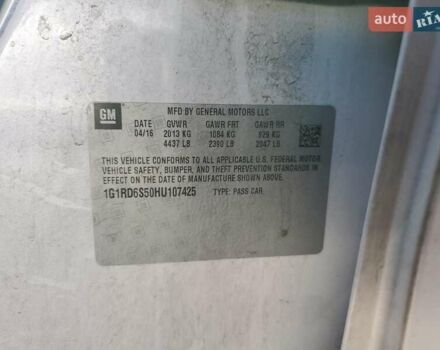 auto RIA
GM
MFD BY GENERAL MOTORS LLC
04/16 GVWR GAWR FRT GAWR RR
2013 KG 1084 KG 929 KG
4437 LB 2390 LB 2047 LB
THIS VEHICLE CONFORMS TO ALL APPLICABLE U.S. FEDERAL MOTOR
VEHICLE SAFETY, BUMPER, AND THEFT PREVENTION STANDARDS IN
EFFECT ON THE DATE OF MANUFACTURE SHOWN ABOVE.
1G1RD6S50HU107425 TYPE: PASS CAR